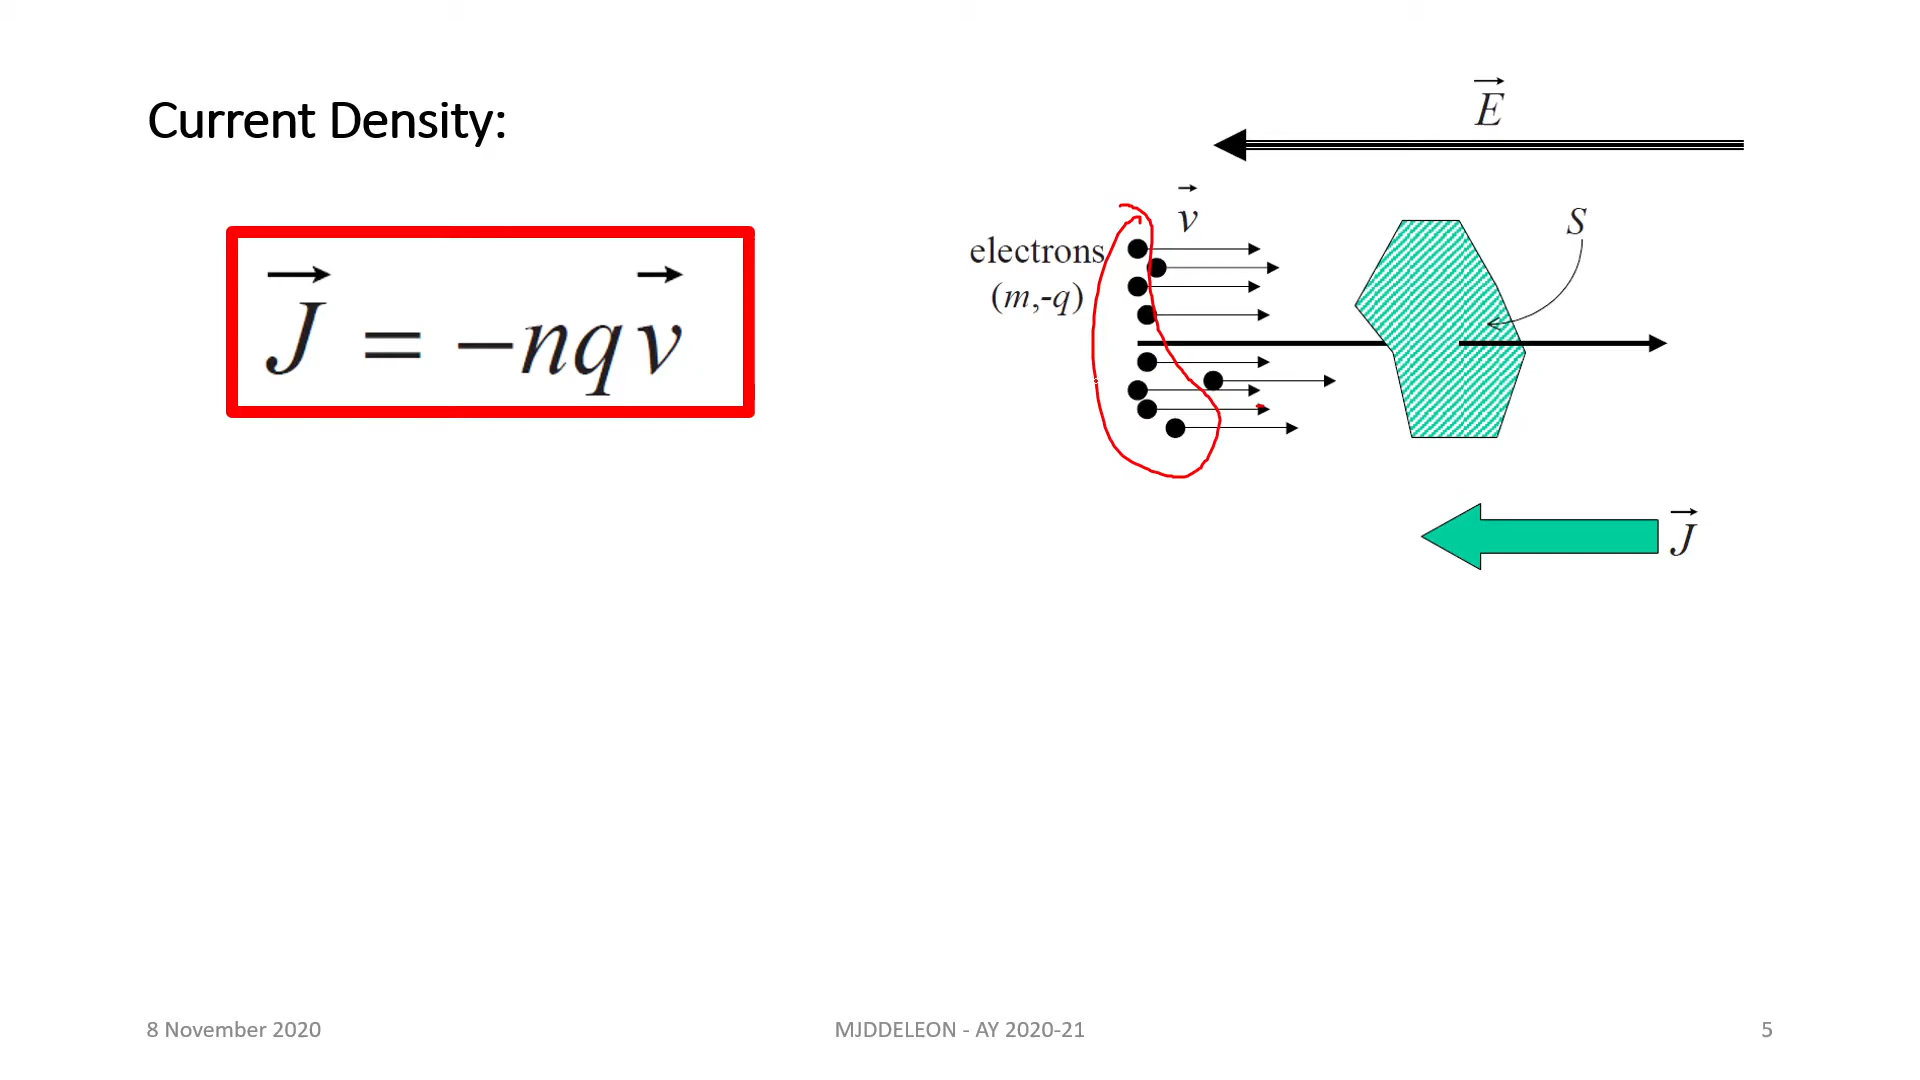 Current Density:
J⃗ = −nqv⃗
E⃗
v⃗
electrons
(m,-q)
S
J⃗
8 November 2020
MJDDELEON - AY 2020-21
5